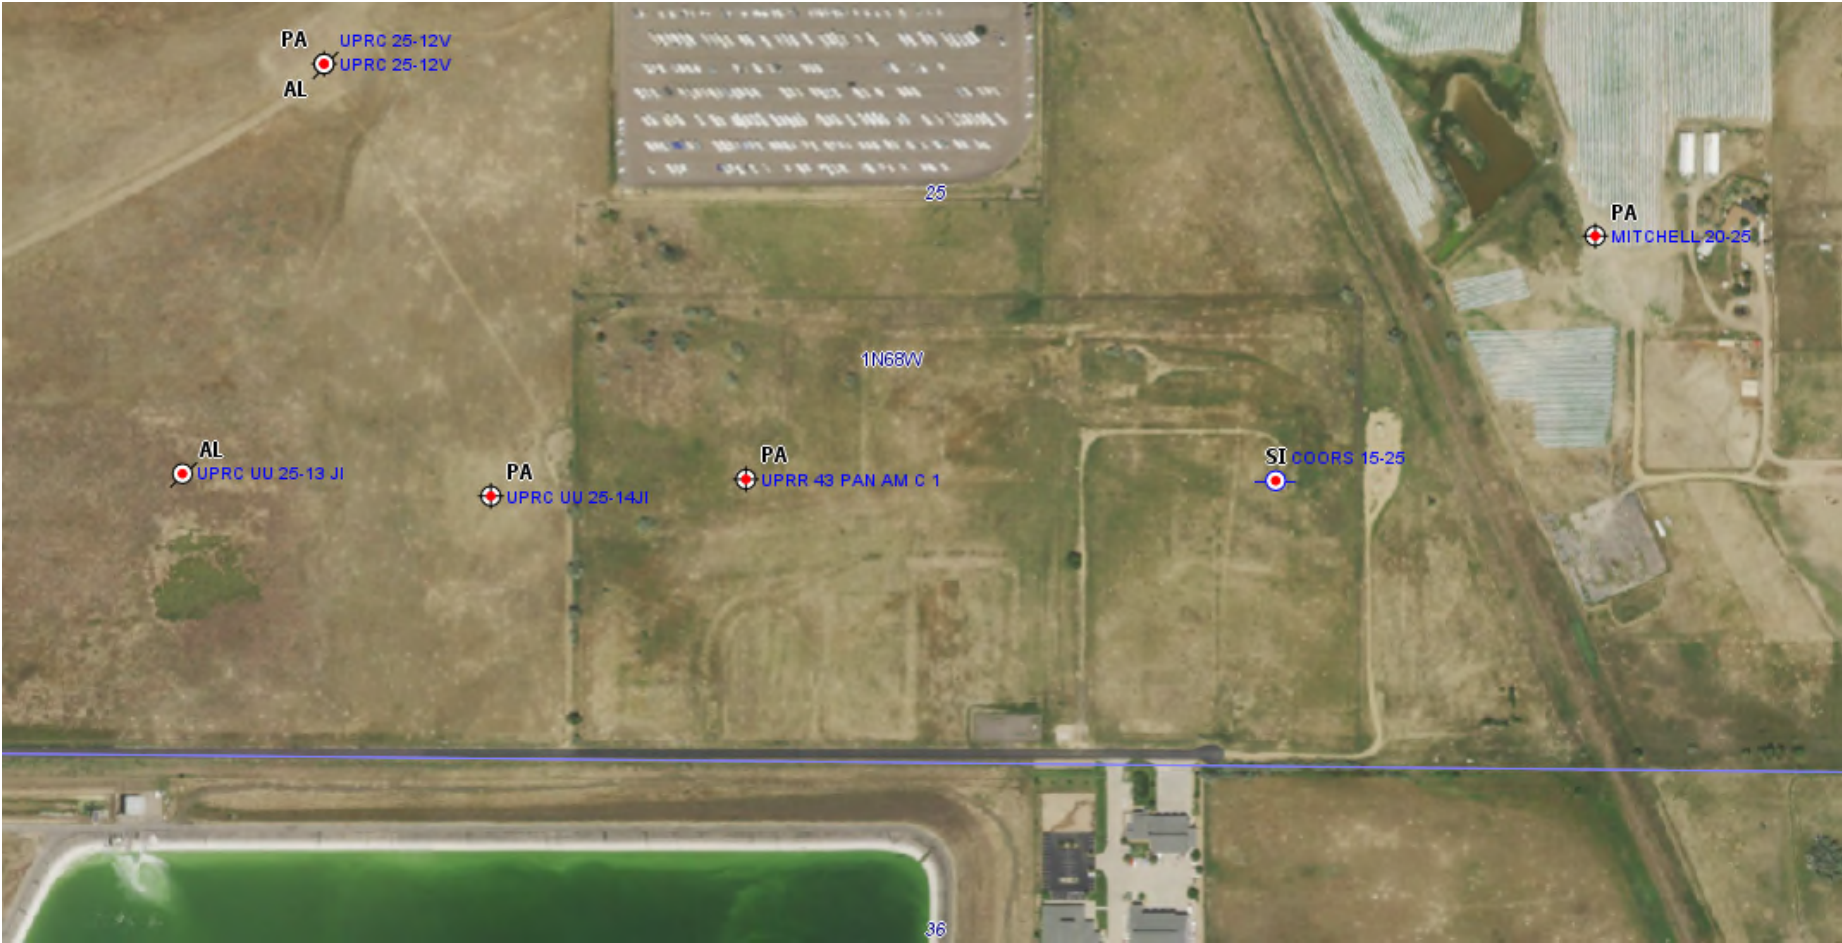 PA UPRC 25-12V
UPRC 25-12V
AL
25
PA
MITCHELL 20-25
1N68W
AL
UPRC UU 25-13 JI
PA
UPRC UU 25-14JI
PA
UPRR 43 PAN AM C 1
SI COORS 15-25
36